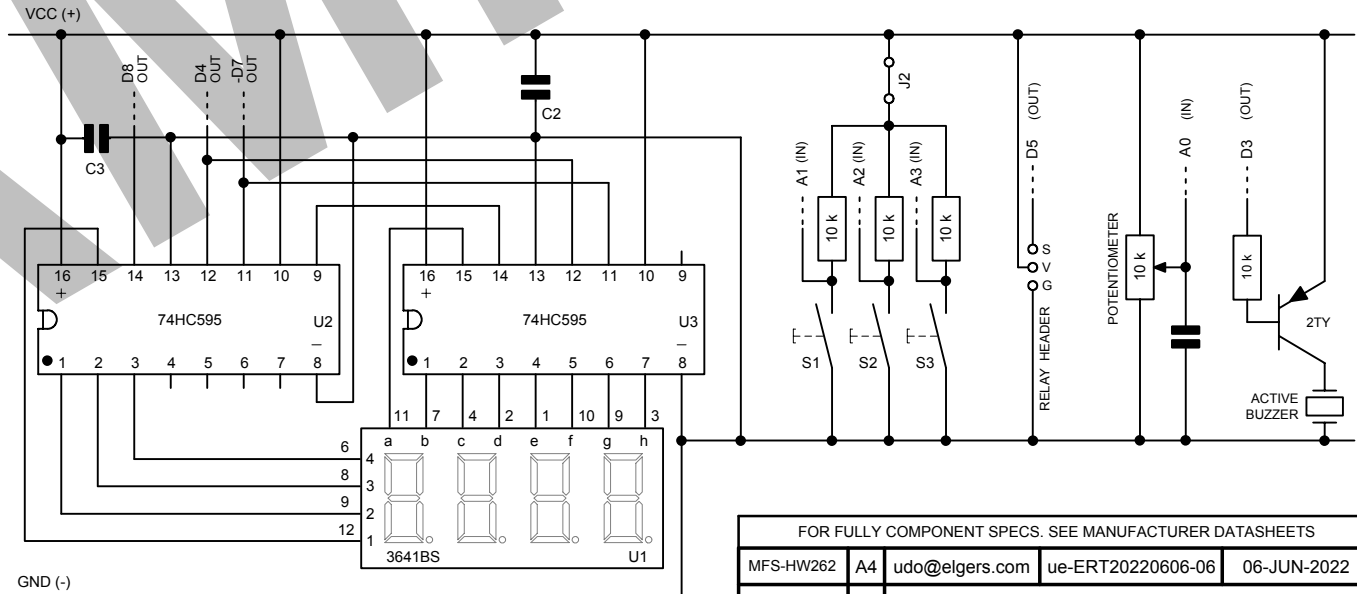 VCC (+)
D8
OUT
D4
OUT
-D7
OUT
C3
C2
J2
A1 (IN)
A2 (IN)
A3 (IN)
10 k
10 k
10 k
D5 (OUT)
A0 (IN)
D3 (OUT)
16 15 14 13 12 11 10 9
+
74HC595
U2
–
1 2 3 4 5 6 7 8
16 15 14 13 12 11 10 9
+
74HC595
U3
–
1 2 3 4 5 6 7 8
S1
S2
S3
S
V
G
RELAY HEADER
POTENTIOMETER
10 k
10 k
2TY
ACTIVE
BUZZER
11 7 4 2 1 10 9 3
a b c d e f g h
6 4
8 3
9 2
12 1
3641BS
U1
GND (-)
FOR FULLY COMPONENT SPECS. SEE MANUFACTURER DATASHEETS
MFS-HW262 A4 udo@elgers.com ue-ERT20220606-06 06-JUN-2022